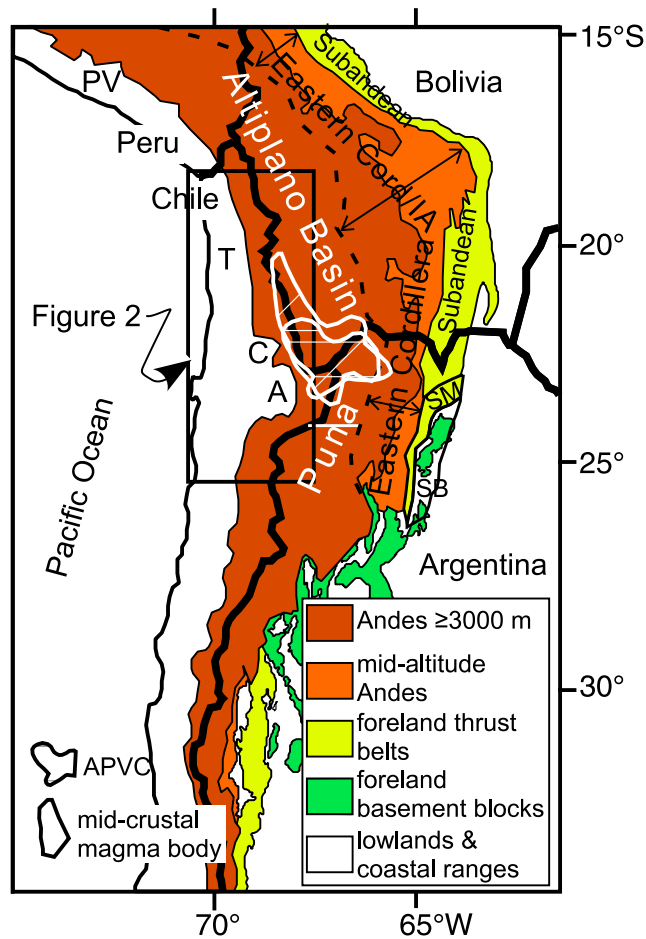 15°S
PV
Subandean
Bolivia
Eastern Cord/IA
Altiplano Basin
Peru
Chile
T
20°
Subandean
Figure 2
C
A
Eastern Cordillera
Puna
SM
25°
SB
Pacific Ocean
Argentina
Andes ≥3000 m
mid-altitude
Andes
foreland thrust
belts
foreland
basement blocks
lowlands &
coastal ranges
30°
APVC
mid-crustal
magma body
70°
65°W